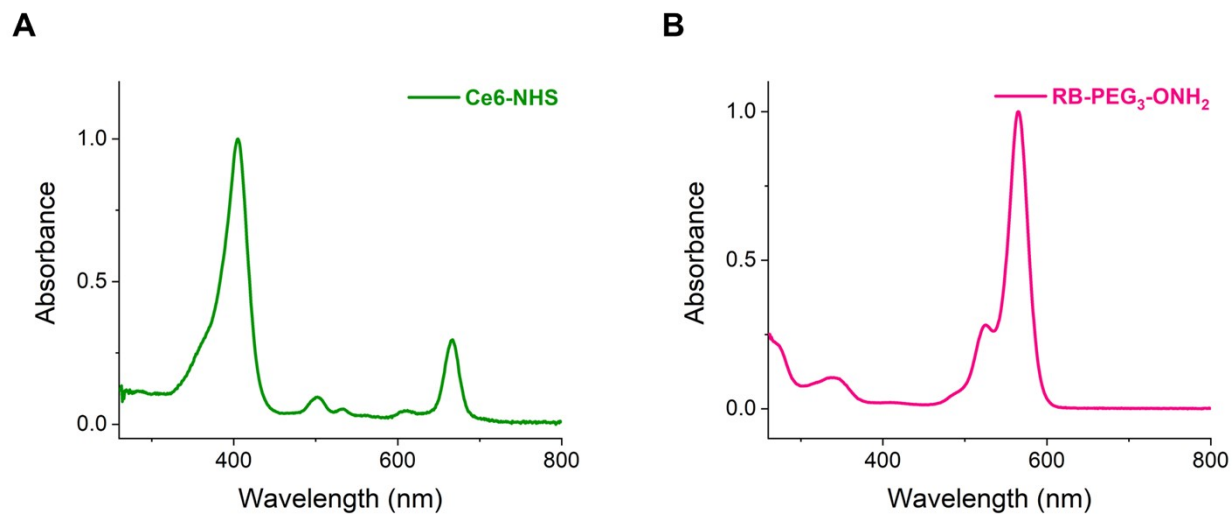 A
Ce6-NHS
1.0
0.5
0.0
Absorbance
400
600
800
Wavelength (nm)
B
RB-PEG₃-ONH₂
1.0
0.5
0.0
Absorbance
400
600
800
Wavelength (nm)